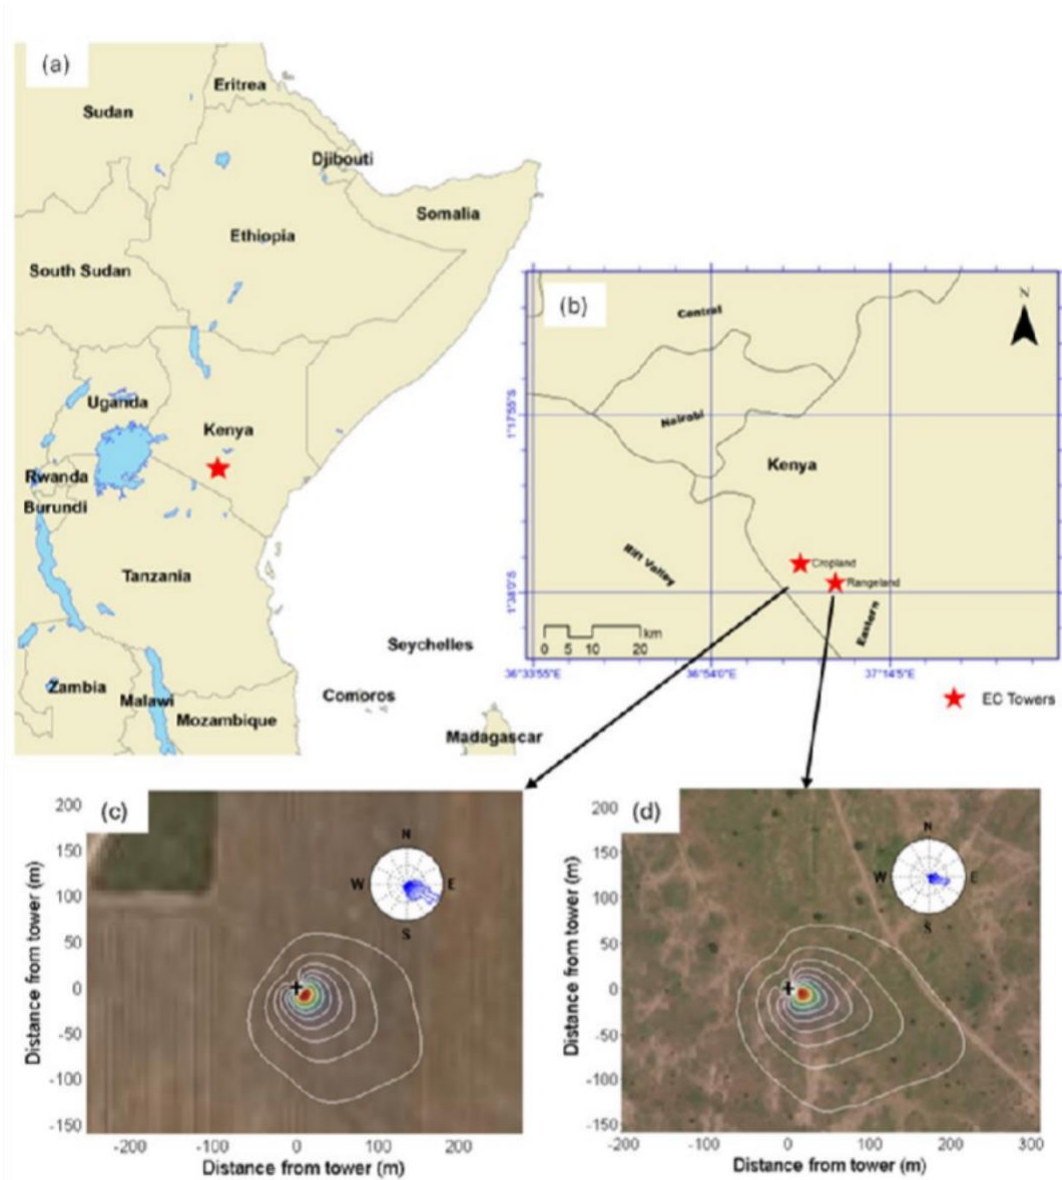 (a)
Eritrea
Sudan
Djibouti
Somalia
Ethiopia
South Sudan
Uganda
Kenya
Rwanda
Burundi
Tanzania
Seychelles
Zambia
Malawi
Comoros
Mozambique
Madagascar
(b)
N
Central
1°17'55"S
Nairobi
Kenya
Rift Valley
Cropland
Rangeland
1°38'0"S
Eastern
km
0 5 10 20
36°33'55"E 36°54'0"E 37°14'5"E
EC Towers
(c)
200
150
100
50
0
-50
-100
-150
Distance from tower (m)
N
W E
S
-200 -100 0 100 200
Distance from tower (m)
(d)
200
150
100
50
0
-50
-100
-150
Distance from tower (m)
N
W E
S
-200 -100 0 100 200 300
Distance from tower (m)